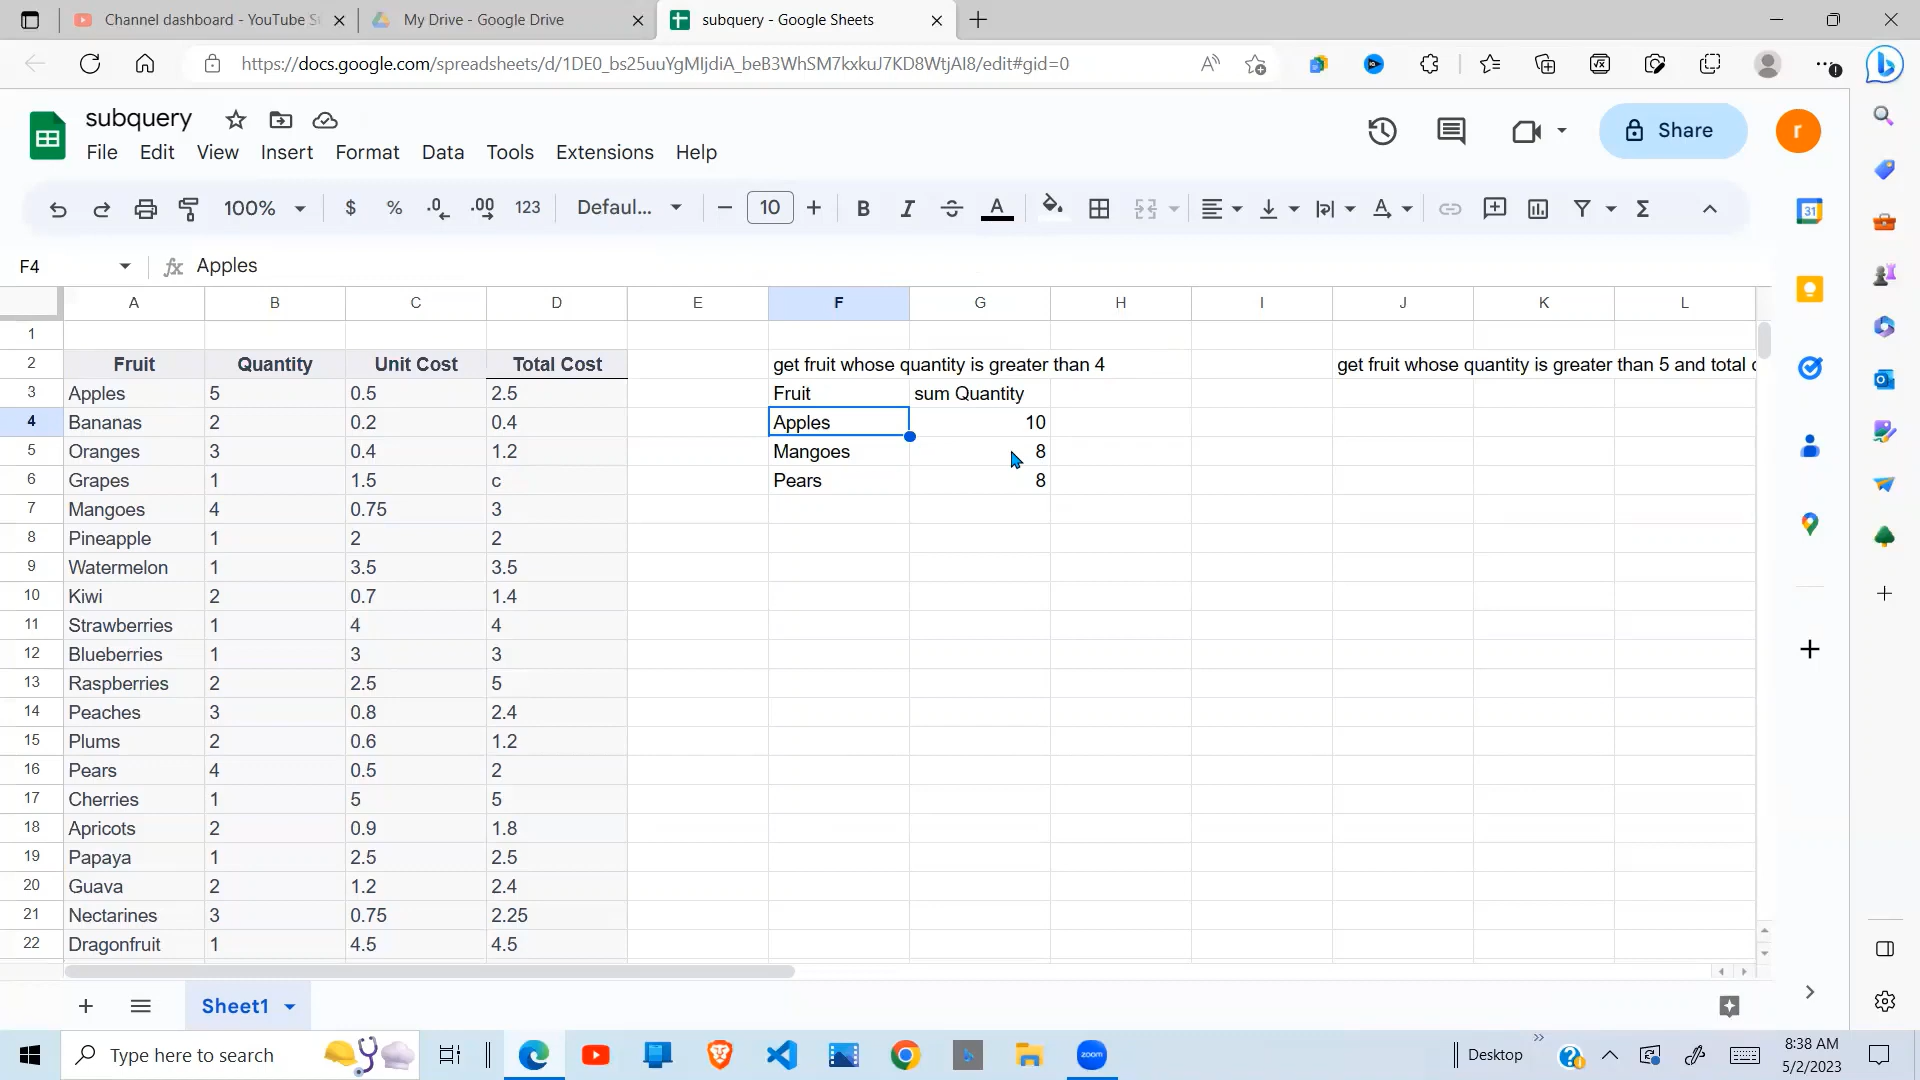 Channel dashboard - YouTube S
My Drive - Google Drive
subquery - Google Sheets
https://docs.google.com/spreadsheets/d/1DE0_bs25uuYgMIjdiA_beB3WhSM7kxkuJ7KD8WtjAI8/edit#gid=0
subquery
File Edit View Insert Format Data Tools Extensions Help
Share
r
100% $ % .0 .00 123 Defaul... 10 B I A
31
F4 fx Apples
A B C D E F G H I J K L
1
2 Fruit Quantity Unit Cost Total Cost get fruit whose quantity is greater than 4 get fruit whose quantity is greater than 5 and total c
3 Apples 5 0.5 2.5 Fruit sum Quantity
4 Bananas 2 0.2 0.4 Apples 10
5 Oranges 3 0.4 1.2 Mangoes 8
6 Grapes 1 1.5 c Pears 8
7 Mangoes 4 0.75 3
8 Pineapple 1 2 2
9 Watermelon 1 3.5 3.5
10 Kiwi 2 0.7 1.4
11 Strawberries 1 4 4
12 Blueberries 1 3 3
13 Raspberries 2 2.5 5
14 Peaches 3 0.8 2.4
15 Plums 2 0.6 1.2
16 Pears 4 0.5 2
17 Cherries 1 5 5
18 Apricots 2 0.9 1.8
19 Papaya 1 2.5 2.5
20 Guava 2 1.2 2.4
21 Nectarines 3 0.75 2.25
22 Dragonfruit 1 4.5 4.5
Sheet1
Type here to search
zoom
Desktop
8:38 AM
5/2/2023